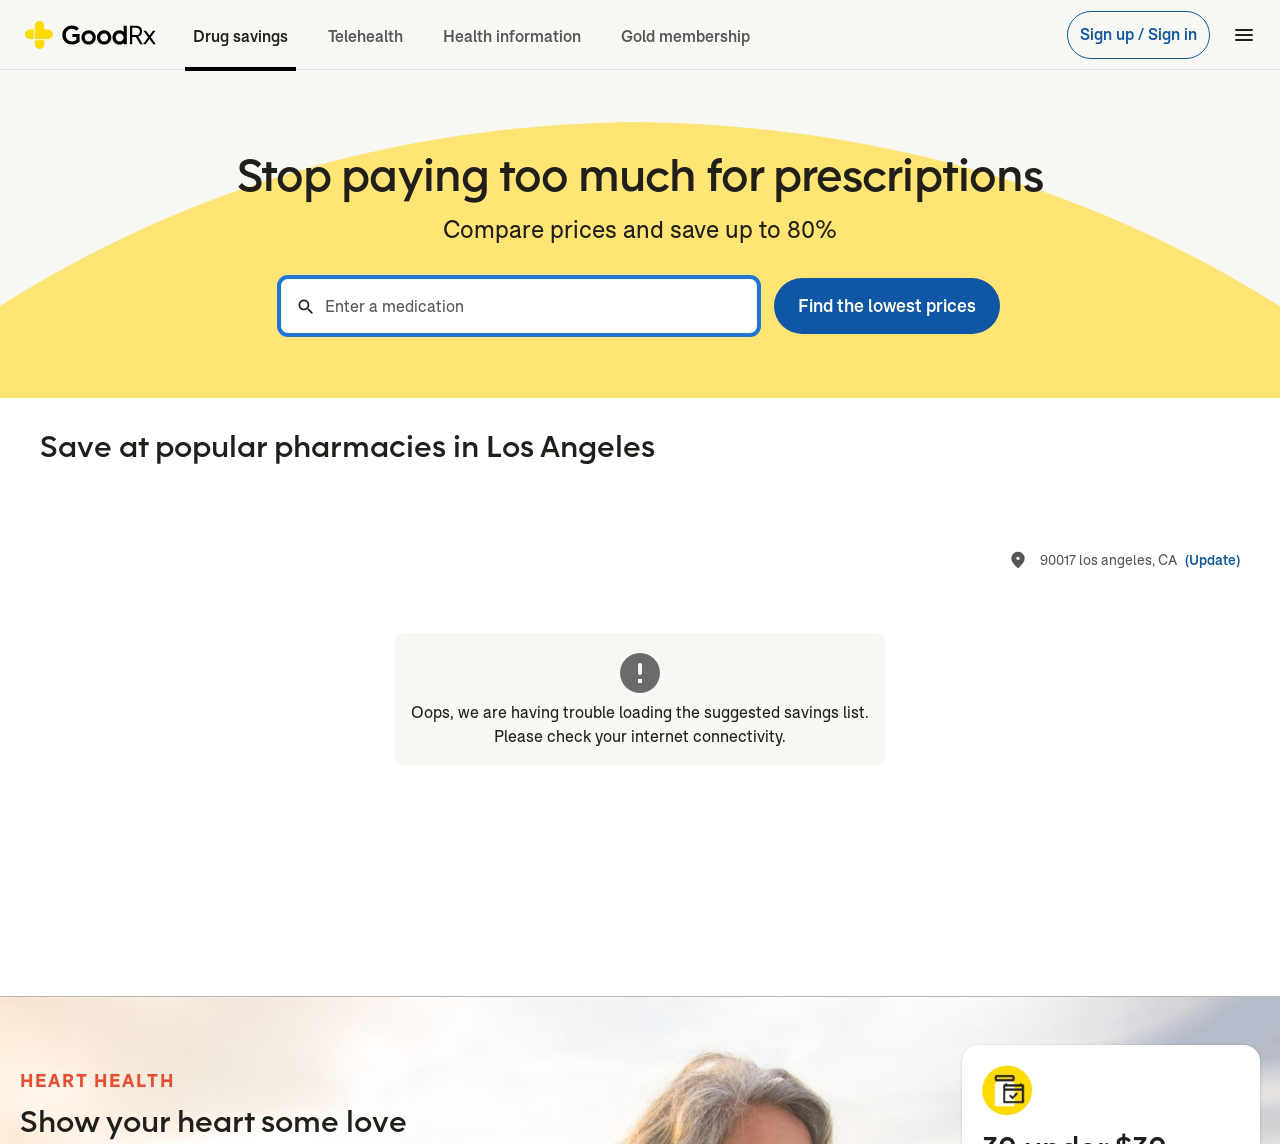 GoodRx
Drug savings
Telehealth
Health information
Gold membership
Sign up / Sign in
Stop paying too much for prescriptions
Compare prices and save up to 80%
Enter a medication
Find the lowest prices
Save at popular pharmacies in Los Angeles
90017 los angeles, CA (Update)
Oops, we are having trouble loading the suggested savings list.
Please check your internet connectivity.
HEART HEALTH
Show your heart some love
30 under $30